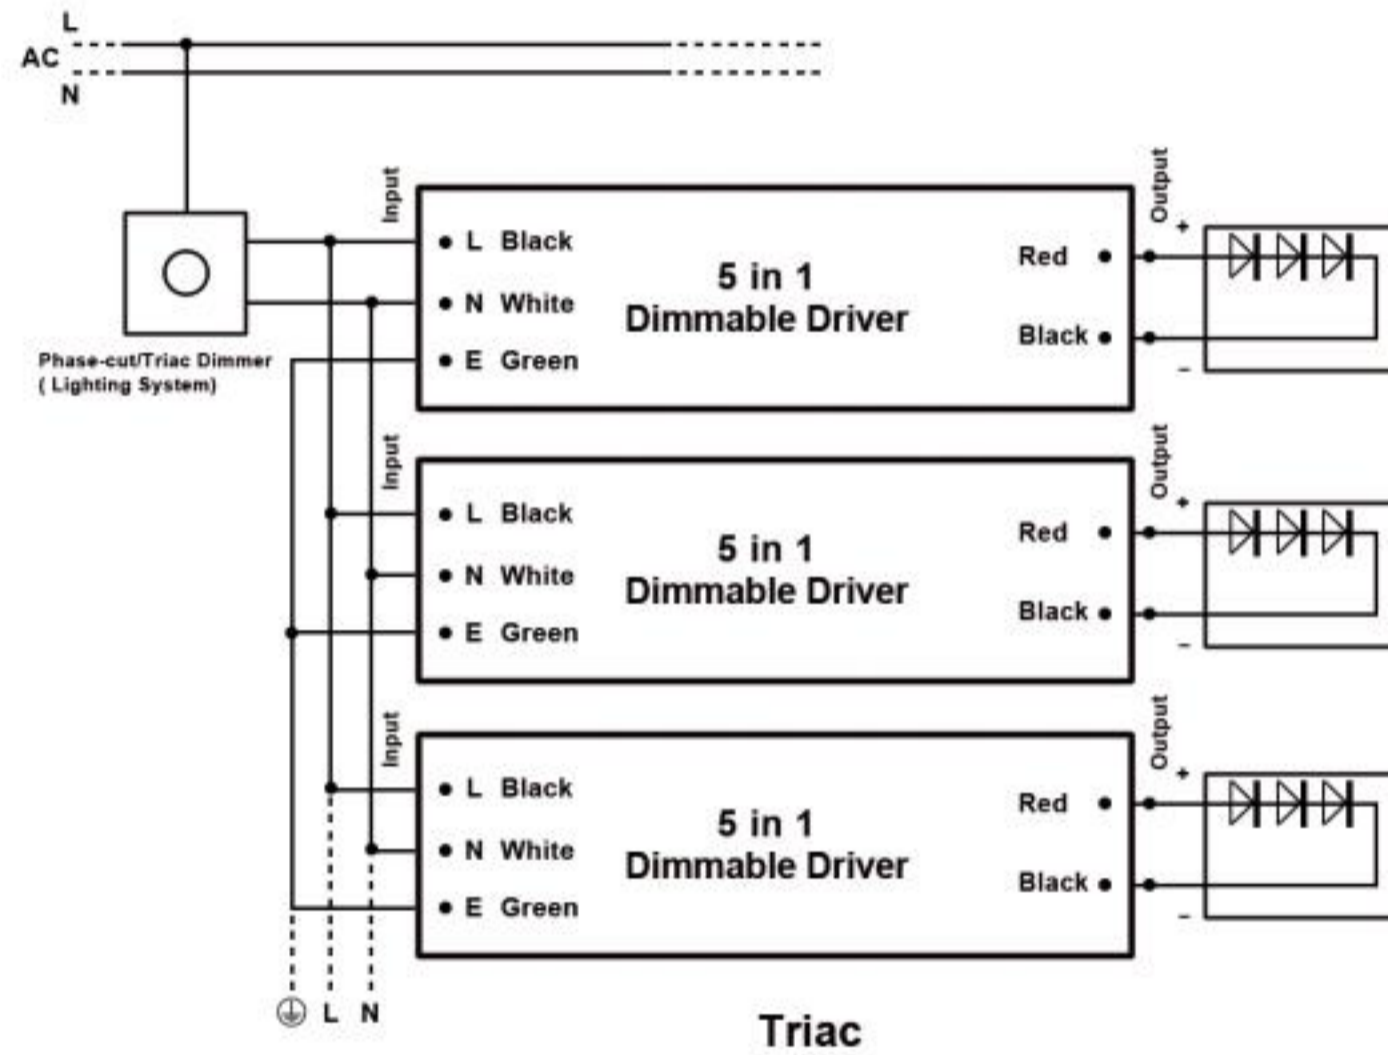 L
AC
N
Phase-cut/Triac Dimmer
( Lighting System)
Input
L Black
N White
E Green
5 in 1
Dimmable Driver
Red
Black
Output
+
−
Input
L Black
N White
E Green
5 in 1
Dimmable Driver
Red
Black
Output
+
−
Input
L Black
N White
E Green
5 in 1
Dimmable Driver
Red
Black
Output
+
−
L N
Triac